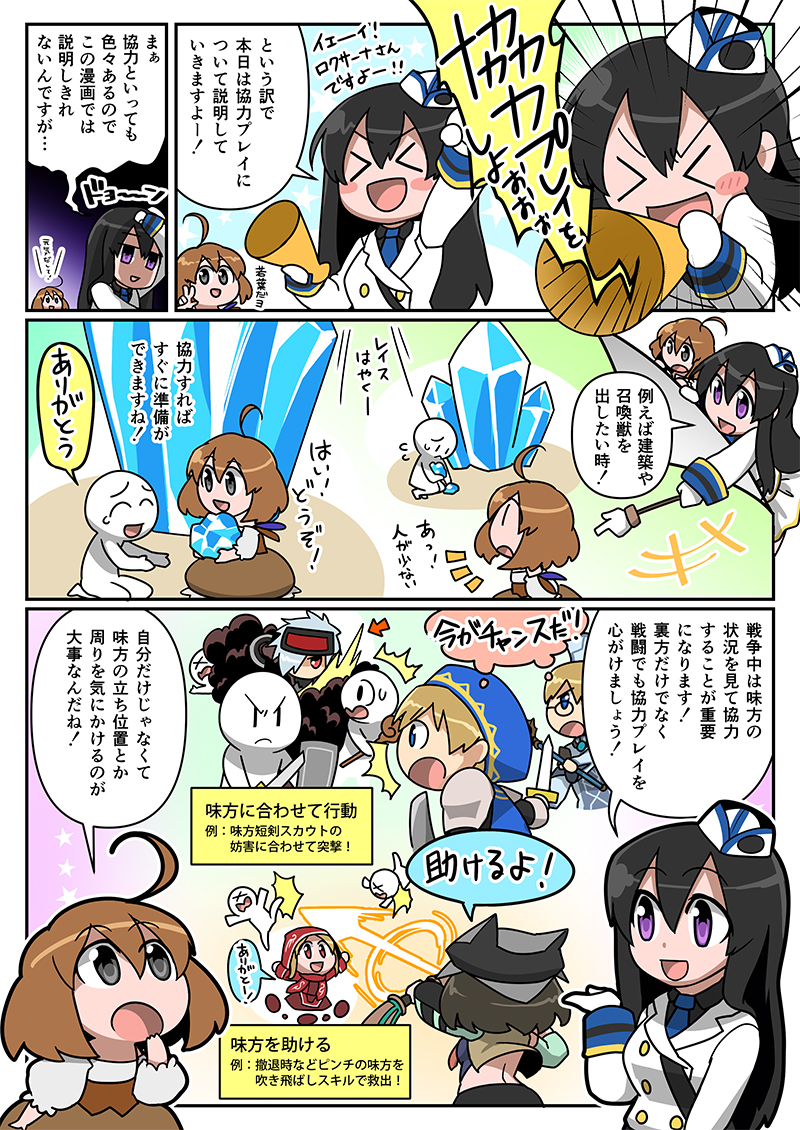 協力プレイを
しよおおお
イェーイ!
ロクサーナさん
ですよー!!
という訳で
本日は協力プレイに
ついて説明して
いきますよー!
若葉だヨ
まぁ
協力といっても
色々あるので
この漫画では
説明しきれ
ないんですが…
ドョ〜〜ン
元気だして!
例えば建築や
召喚獣を
出したい時!
レイス
はやくー
あっ!
人が少ない
協力すれば
すぐに準備が
できますね!
はい!
どうぞ!
ありがとう
戦争中は味方の
状況を見て協力
することが重要
になります!
裏方だけでなく
戦闘でも協力プレイを
心がけましょう!
今がチャンスだ!
味方に合わせて行動
例:味方短剣スカウトの
妨害に合わせて突撃!
自分だけじゃなくて
味方の立ち位置とか
周りを気にかけるのが
大事なんだね!
助けるよ!
ありがとー!
味方を助ける
例:撤退時などピンチの味方を
吹き飛ばしスキルで救出!